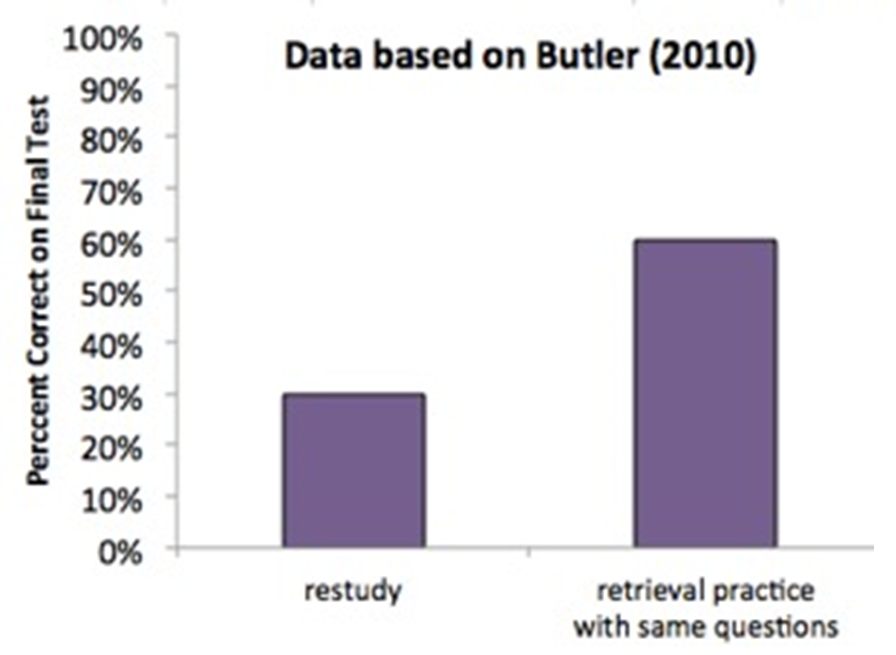 Data based on Butler (2010)
Perccent Correct on Final Test
100%
90%
80%
70%
60%
50%
40%
30%
20%
10%
0%
restudy
retrieval practice
with same questions